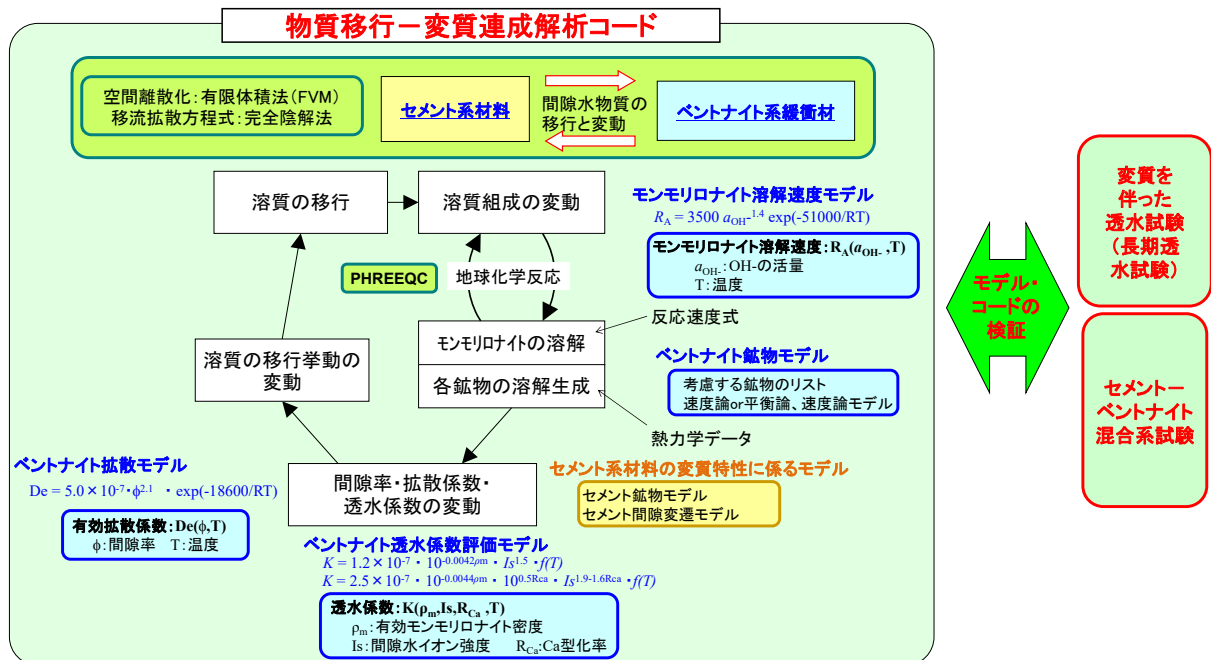 物質移行－変質連成解析コード
空間離散化：有限体積法（FVM）
移流拡散方程式：完全陰解法
セメント系材料
間隙水物質の
移行と変動
ベントナイト系緩衝材
溶質の移行
溶質組成の変動
PHREEQC
地球化学反応
モンモリロナイトの溶解
各鉱物の溶解生成
溶質の移行挙動の
変動
間隙率・拡散係数・
透水係数の変動
モンモリロナイト溶解速度モデル
R_A = 3500 a_OH-^1.4 exp(-51000/RT)
モンモリロナイト溶解速度：R_A(a_OH- ,T)
a_OH-：OH-の活量
T：温度
反応速度式
ベントナイト鉱物モデル
考慮する鉱物のリスト
速度論or平衡論、速度論モデル
熱力学データ
セメント系材料の変質特性に係るモデル
セメント鉱物モデル
セメント間隙変遷モデル
ベントナイト拡散モデル
De = 5.0×10^-7・ϕ^2.1 ・ exp(-18600/RT)
有効拡散係数：De(ϕ,T)
ϕ：間隙率 T：温度
ベントナイト透水係数評価モデル
K = 1.2×10^-7・10^-0.0042ρm・Is^1.5・f(T)
K = 2.5×10^-7・10^-0.0044ρm・10^0.5Rca・Is^1.9-1.6Rca・f(T)
透水係数：K(ρ_m,Is,R_Ca ,T)
ρ_m：有効モンモリロナイト密度
Is：間隙水イオン強度 R_Ca:Ca型化率
モデル・
コードの
検証
変質を
伴った
透水試験
（長期透
水試験）
セメントー
ベントナイト
混合系試験